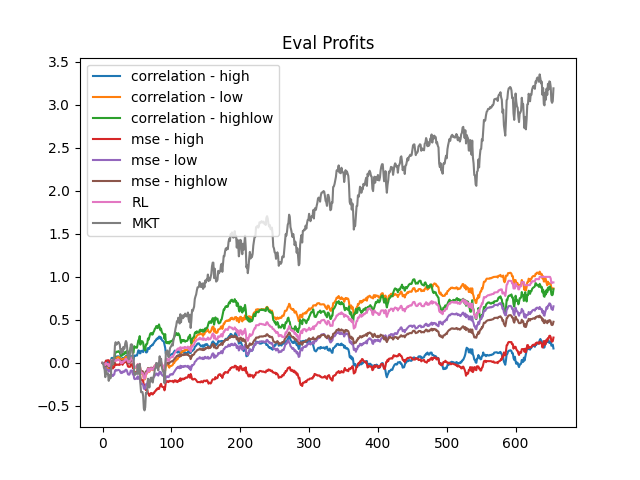 Eval Profits
3.5
3.0
2.5
2.0
1.5
1.0
0.5
0.0
−0.5
correlation - high
correlation - low
correlation - highlow
mse - high
mse - low
mse - highlow
RL
MKT
0 100 200 300 400 500 600